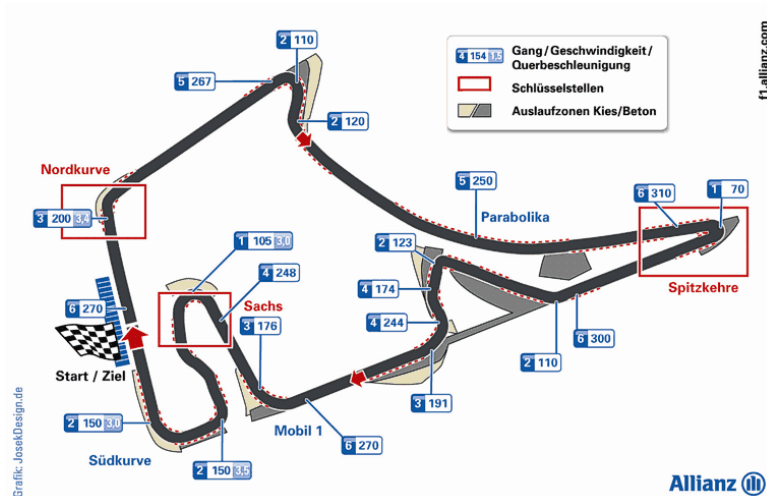 2 110
5 267
4 154 1,5 Gang/Geschwindigkeit/
Querbeschleunigung
Schlüsselstellen
Auslaufzonen Kies/Beton
f1.allianz.com
2 120
Nordkurve
3 200 3,4
5 250
Parabolika
6 310
1 70
Spitzkehre
1 105 3,0
4 248
Sachs
2 123
4 174
4 244
3 176
6 270
Start / Ziel
6 300
2 110
3 191
Mobil 1
6 270
2 150 3,0
Südkurve
2 150 3,5
Grafik: JosekDesign.de
Allianz